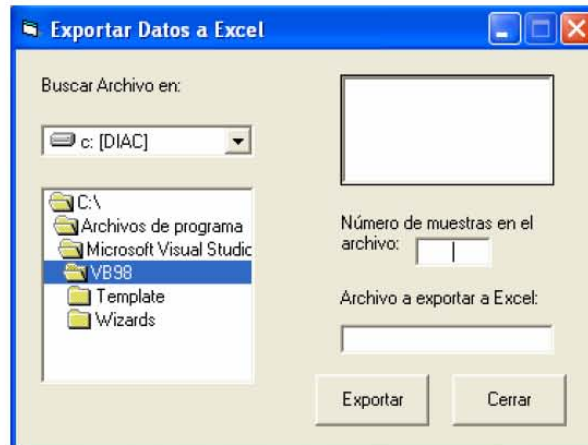 Exportar Datos a Excel
Buscar Archivo en:
c: [DIAC]
C:\
Archivos de programa
Microsoft Visual Studic
VB98
Template
Wizards
Número de muestras en el
archivo:
Archivo a exportar a Excel:
Exportar
Cerrar